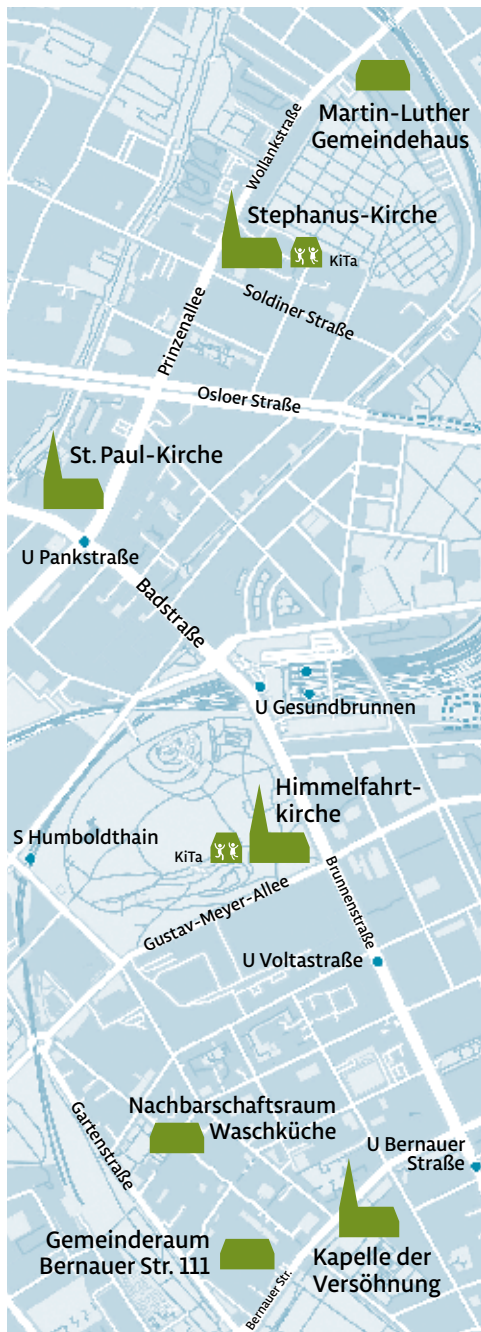 Martin-Luther
Gemeindehaus
Wollankstraße
Stephanus-Kirche
KiTa
Soldiner Straße
Prinzenallee
Osloer Straße
St. Paul-Kirche
U Pankstraße
Badstraße
U Gesundbrunnen
Himmelfahrt-
kirche
S Humboldthain
KiTa
Gustav-Meyer-Allee
Brunnenstraße
U Voltastraße
Nachbarschaftsraum
Waschküche
Gartenstraße
U Bernauer
Straße
Gemeinderaum
Bernauer Str. 111
Bernauer Str.
Kapelle der
Versöhnung